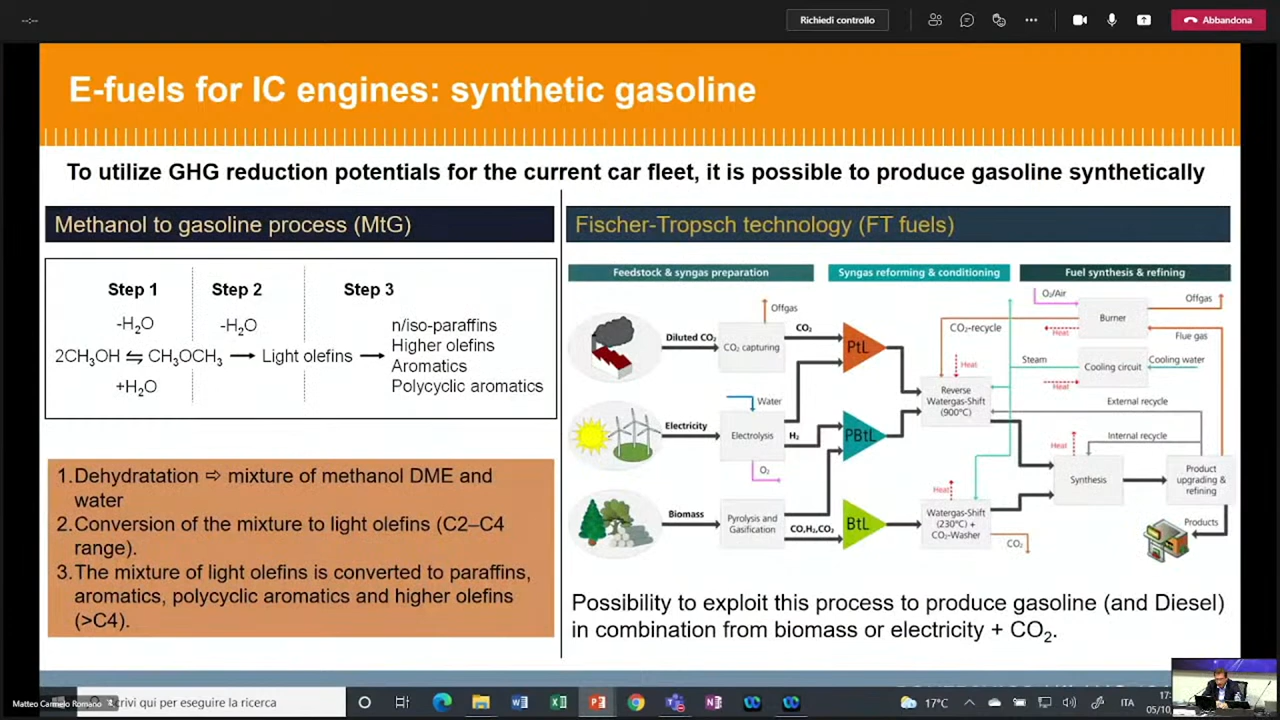 --:--
Richiedi controllo
Abbandona
E-fuels for IC engines: synthetic gasoline
To utilize GHG reduction potentials for the current car fleet, it is possible to produce gasoline synthetically
Methanol to gasoline process (MtG)
Step 1
Step 2
Step 3
-H₂O
-H₂O
2CH₃OH ⇋ CH₃OCH₃ → Light olefins →
+H₂O
n/iso-paraffins
Higher olefins
Aromatics
Polycyclic aromatics
1. Dehydratation ⇨ mixture of methanol DME and
water
2. Conversion of the mixture to light olefins (C2–C4
range).
3. The mixture of light olefins is converted to paraffins,
aromatics, polycyclic aromatics and higher olefins
(>C4).
Fischer-Tropsch technology (FT fuels)
Feedstock & syngas preparation
Syngas reforming & conditioning
Fuel synthesis & refining
Offgas
Diluted CO₂
CO₂ capturing
CO₂
PtL
Water
Electricity
Electrolysis
H₂
O₂
PBtL
Biomass
Pyrolysis and
Gasification
CO,H₂,CO₂
BtL
CO₂-recycle
Heat
Reverse
Watergas-Shift
(900°C)
Steam
Heat
Watergas-Shift
(230°C) +
CO₂-Washer
CO₂
O₂/Air
Burner
Offgas
Heat
Flue gas
Cooling circuit
Cooling water
Heat
External recycle
Internal recycle
Heat
Synthesis
Product
upgrading &
refining
Products
Possibility to exploit this process to produce gasoline (and Diesel)
in combination from biomass or electricity + CO₂.
Matteo Carmelo Romano
crivi qui per eseguire la ricerca
17°C
ITA
17:
05/10